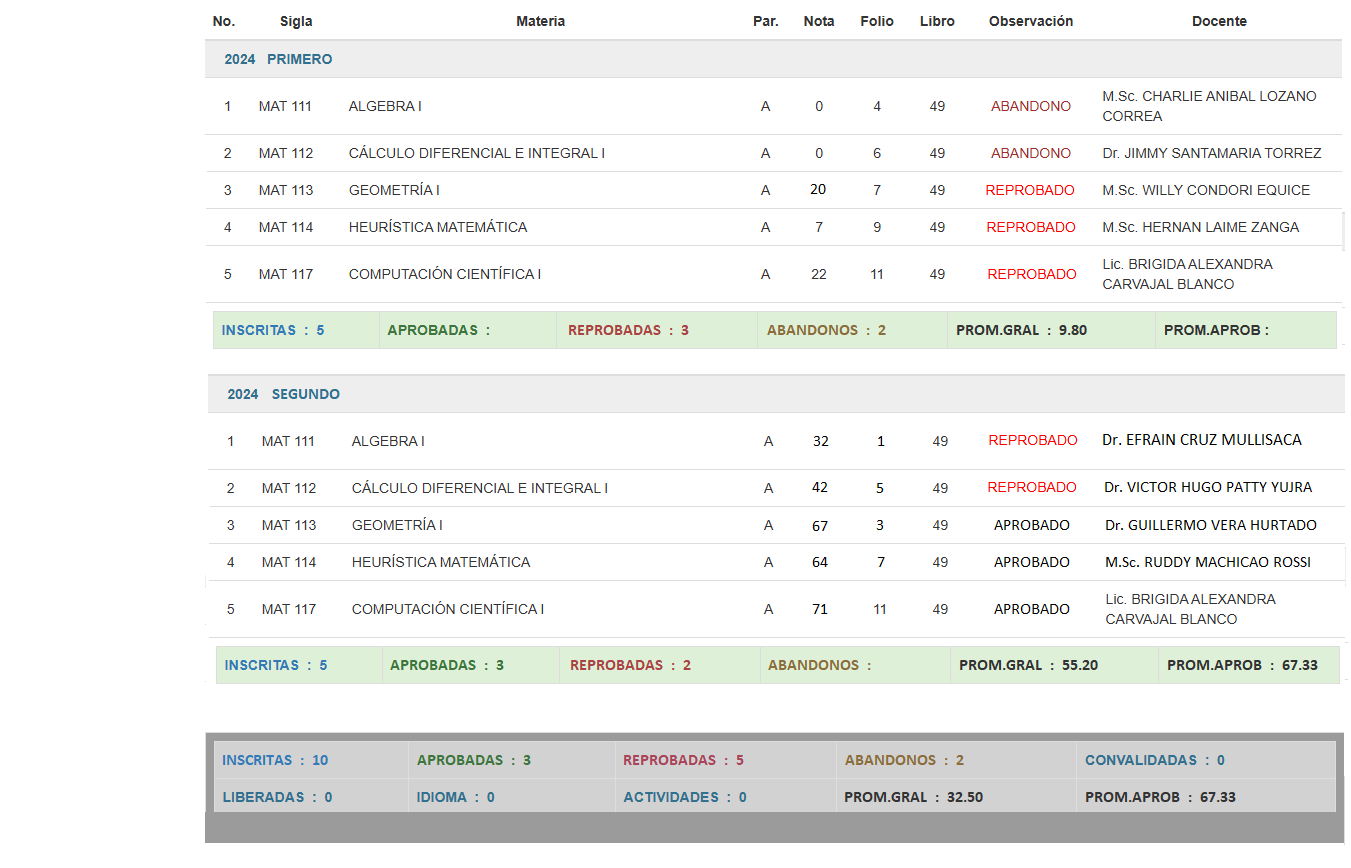 No. Sigla Materia Par. Nota Folio Libro Observación Docente
2024 PRIMERO
1 MAT 111 ALGEBRA I A 0 4 49 ABANDONO M.Sc. CHARLIE ANIBAL LOZANO
CORREA
2 MAT 112 CÁLCULO DIFERENCIAL E INTEGRAL I A 0 6 49 ABANDONO Dr. JIMMY SANTAMARIA TORREZ
3 MAT 113 GEOMETRÍA I A 20 7 49 REPROBADO M.Sc. WILLY CONDORI EQUICE
4 MAT 114 HEURÍSTICA MATEMÁTICA A 7 9 49 REPROBADO M.Sc. HERNAN LAIME ZANGA
5 MAT 117 COMPUTACIÓN CIENTÍFICA I A 22 11 49 REPROBADO Lic. BRIGIDA ALEXANDRA
CARVAJAL BLANCO
INSCRITAS : 5 APROBADAS : REPROBADAS : 3 ABANDONOS : 2 PROM.GRAL : 9.80 PROM.APROB :
2024 SEGUNDO
1 MAT 111 ALGEBRA I A 32 1 49 REPROBADO Dr. EFRAIN CRUZ MULLISACA
2 MAT 112 CÁLCULO DIFERENCIAL E INTEGRAL I A 42 5 49 REPROBADO Dr. VICTOR HUGO PATTY YUJRA
3 MAT 113 GEOMETRÍA I A 67 3 49 APROBADO Dr. GUILLERMO VERA HURTADO
4 MAT 114 HEURÍSTICA MATEMÁTICA A 64 7 49 APROBADO M.Sc. RUDDY MACHICAO ROSSI
5 MAT 117 COMPUTACIÓN CIENTÍFICA I A 71 11 49 APROBADO Lic. BRIGIDA ALEXANDRA
CARVAJAL BLANCO
INSCRITAS : 5 APROBADAS : 3 REPROBADAS : 2 ABANDONOS : PROM.GRAL : 55.20 PROM.APROB : 67.33
INSCRITAS : 10 APROBADAS : 3 REPROBADAS : 5 ABANDONOS : 2 CONVALIDADAS : 0
LIBERADAS : 0 IDIOMA : 0 ACTIVIDADES : 0 PROM.GRAL : 32.50 PROM.APROB : 67.33